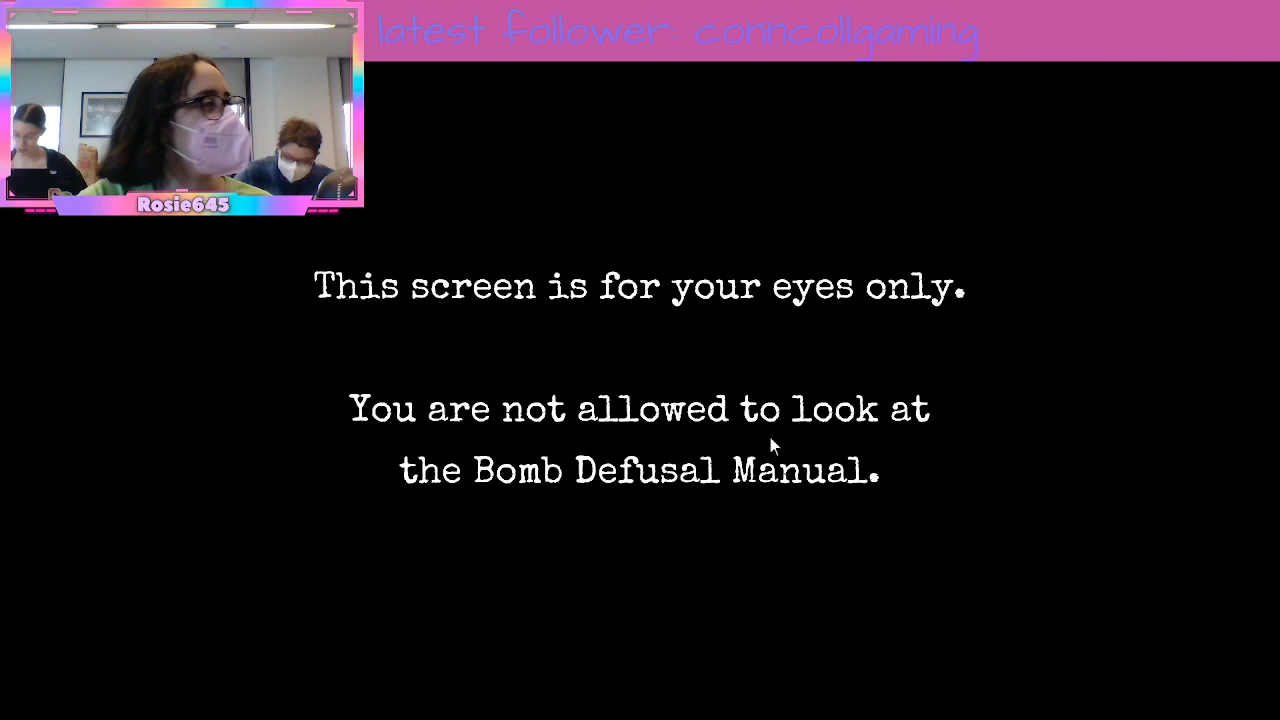 latest follower conncollgaming
Rosie645
This screen is for your eyes only.
You are not allowed to look at
the Bomb Defusal Manual.